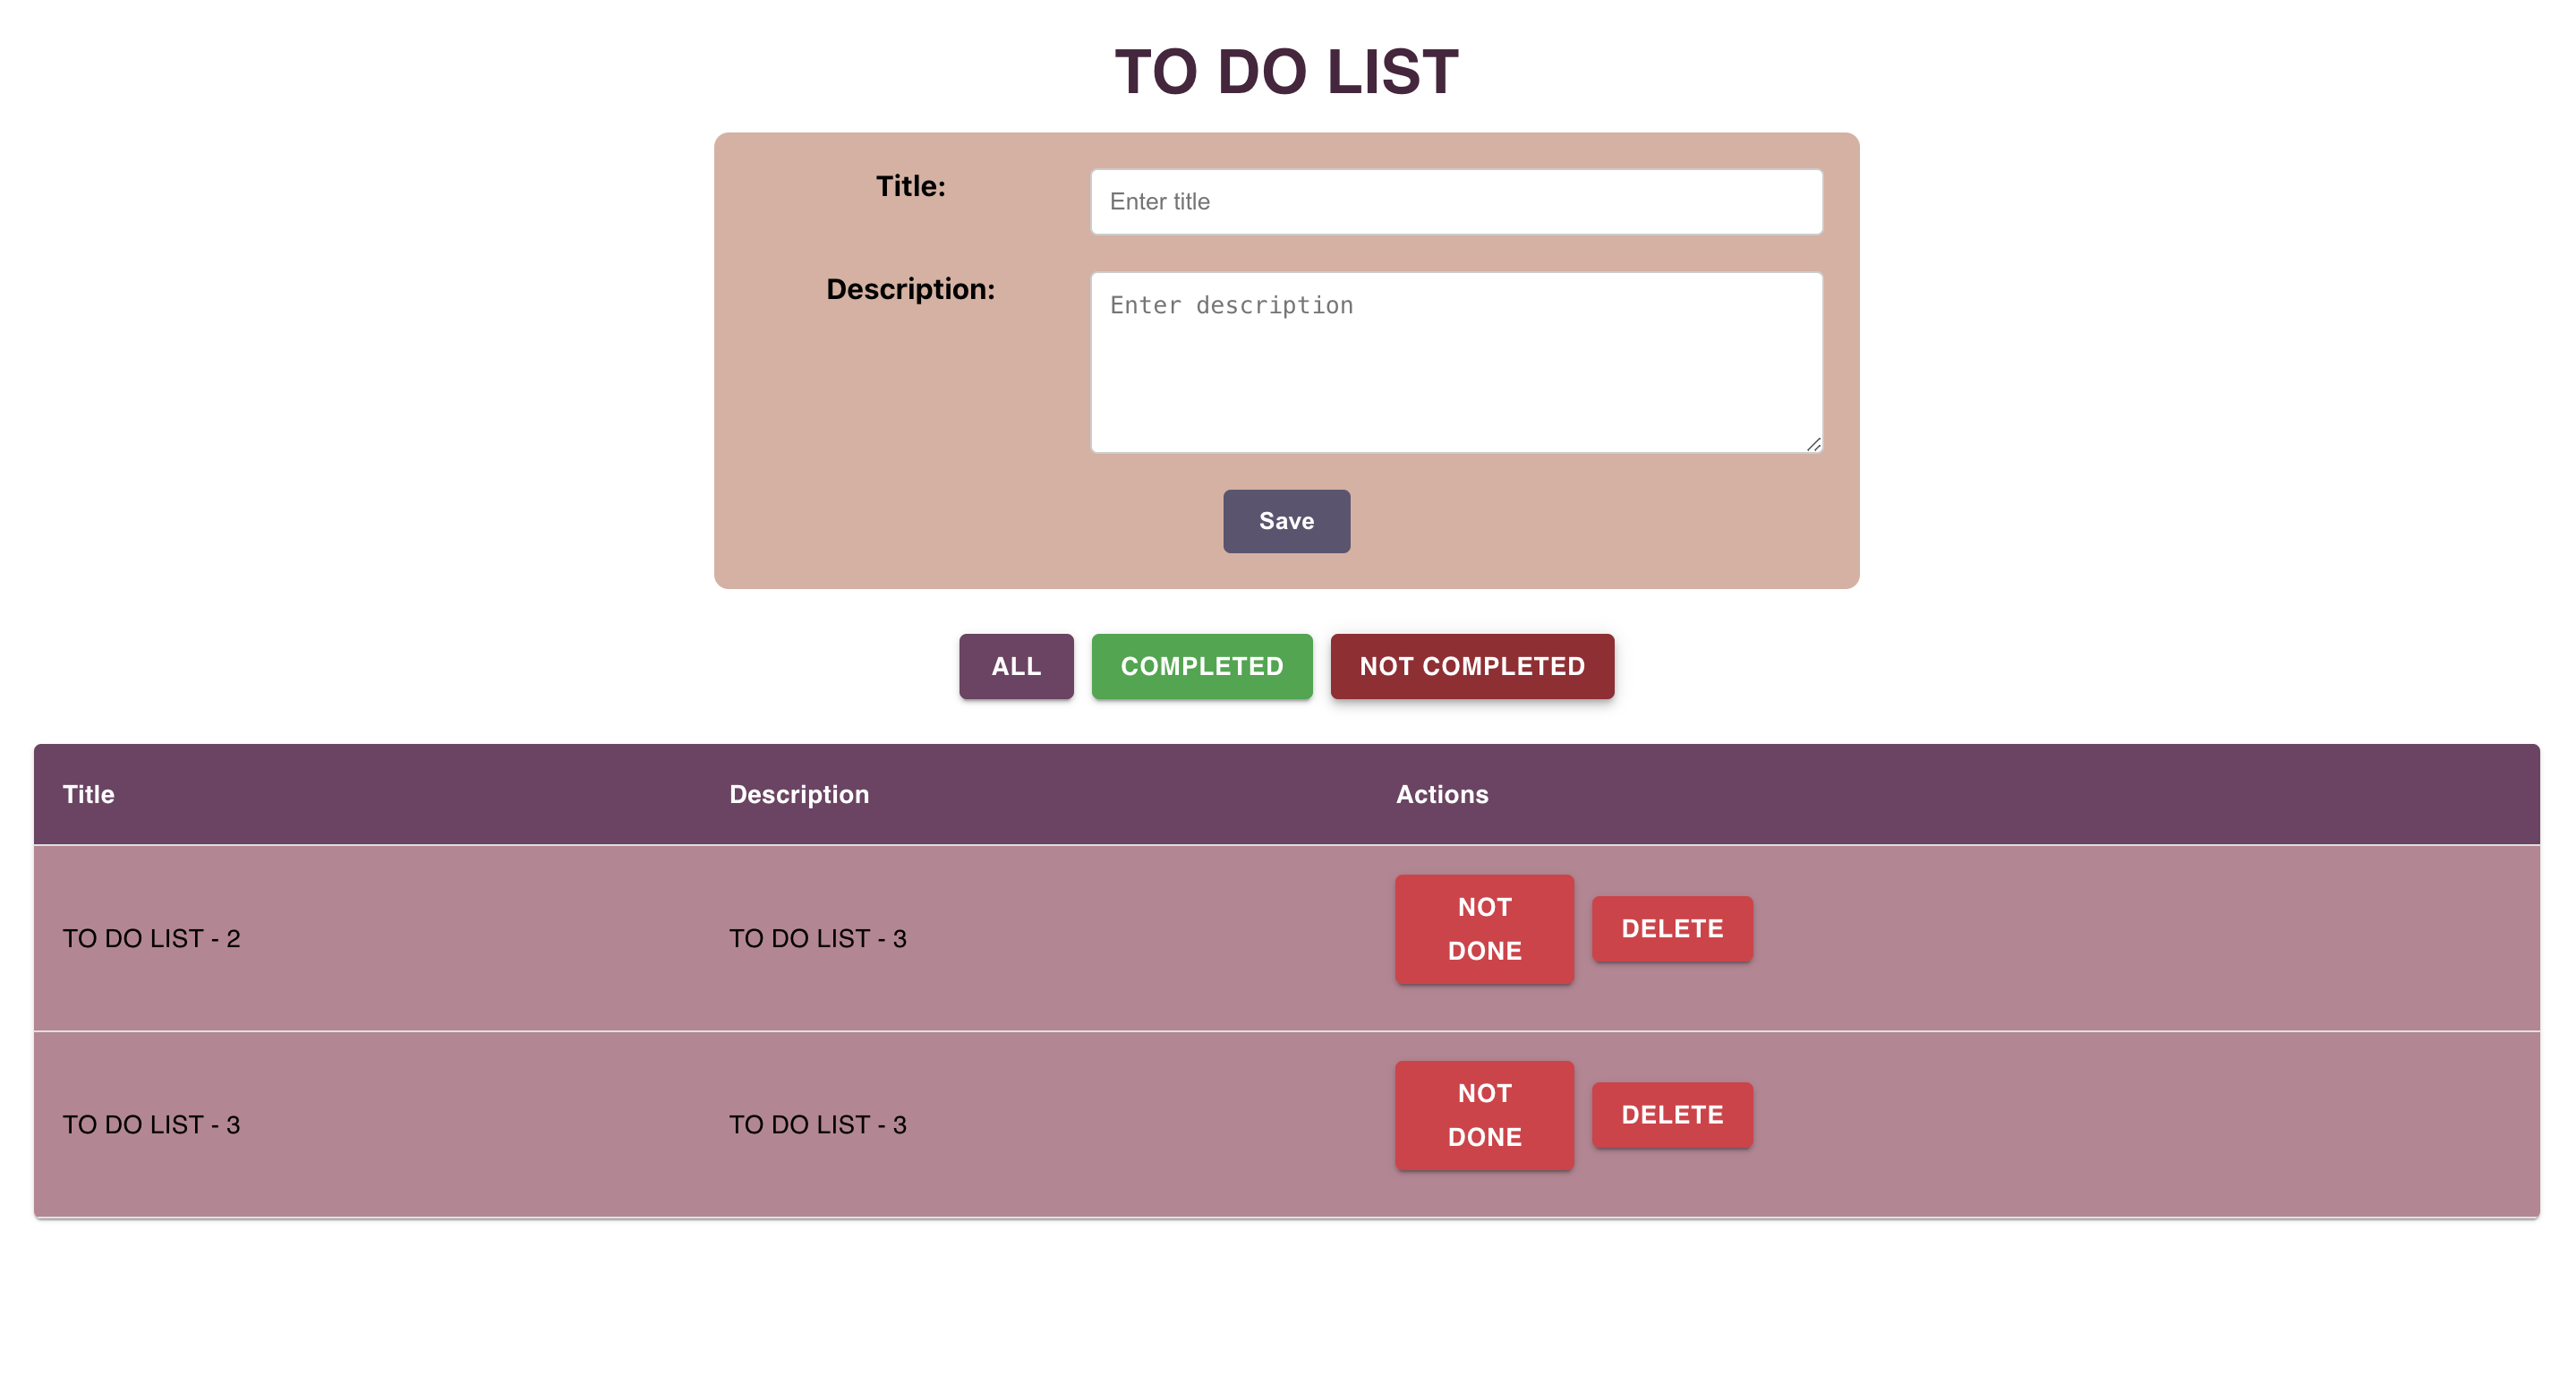 TO DO LIST
Title:
Enter title
Description:
Enter description
Save
ALL COMPLETED NOT COMPLETED
Title Description Actions
TO DO LIST - 2 TO DO LIST - 3 NOT DONE DELETE
TO DO LIST - 3 TO DO LIST - 3 NOT DONE DELETE